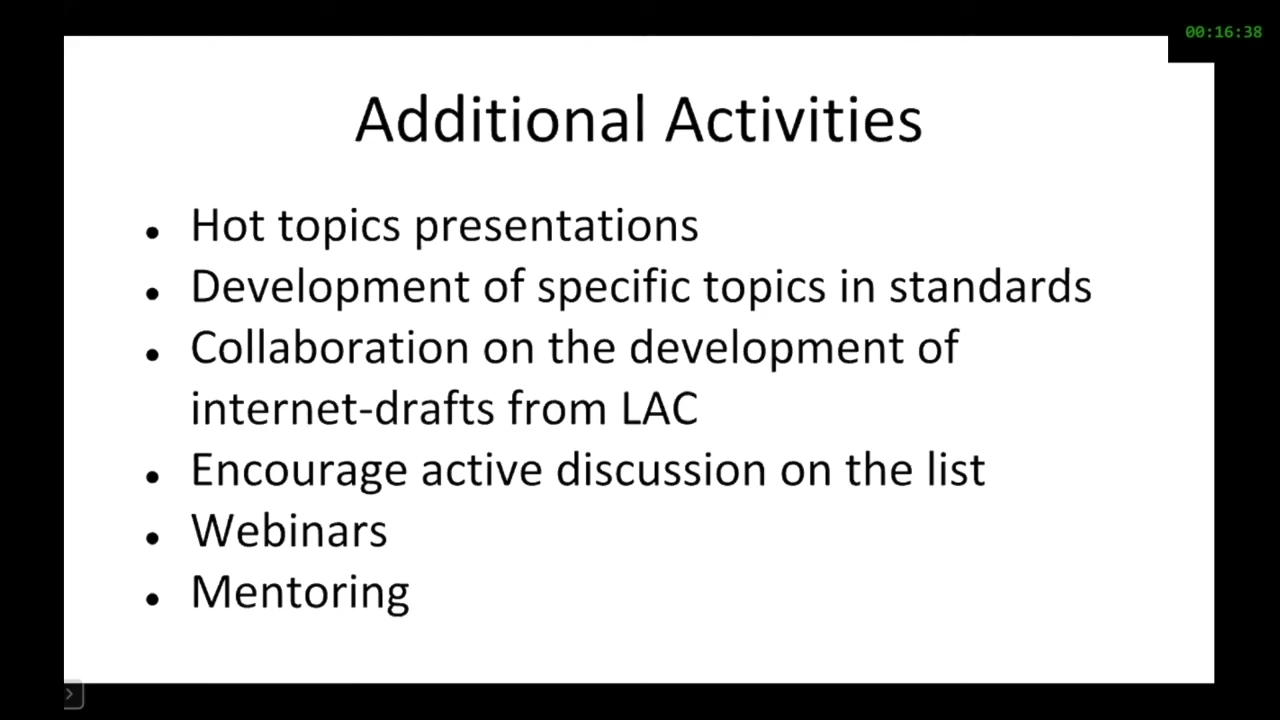 00:16:38
Additional Activities
• Hot topics presentations
• Development of specific topics in standards
• Collaboration on the development of
internet-drafts from LAC
• Encourage active discussion on the list
• Webinars
• Mentoring